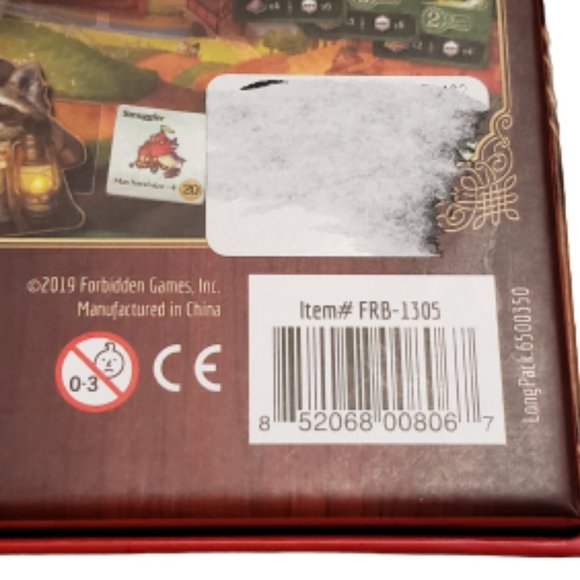 Smuggler
20
©2019 Forbidden Games, Inc.
Manufactured in China
0-3
CE
Item# FRB-1305
8 52068 00806 7
LongPack 6500350